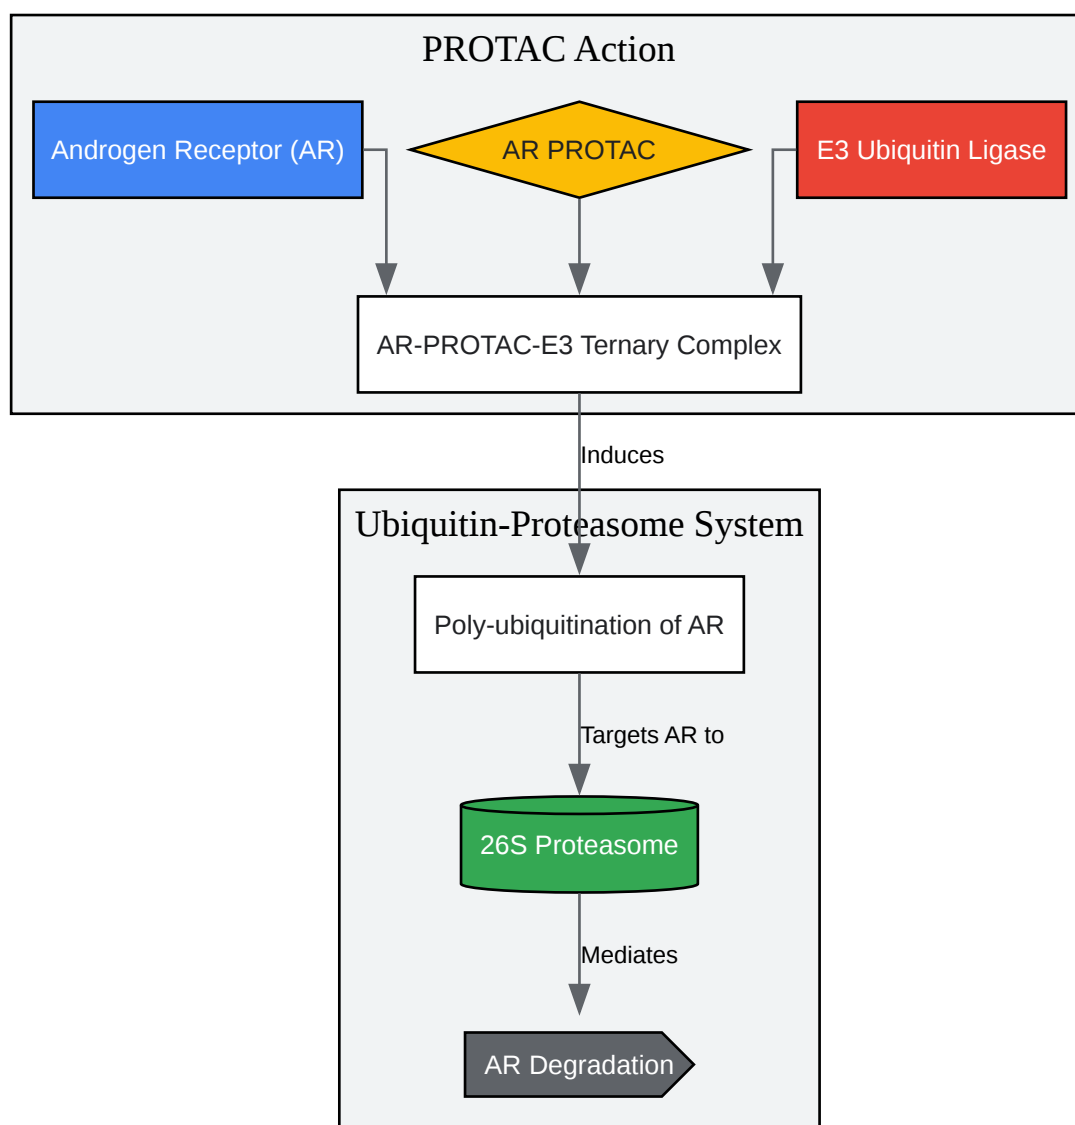 PROTAC Action
Androgen Receptor (AR)
AR PROTAC
E3 Ubiquitin Ligase
AR-PROTAC-E3 Ternary Complex
Induces
Ubiquitin-Proteasome System
Poly-ubiquitination of AR
Targets AR to
26S Proteasome
Mediates
AR Degradation